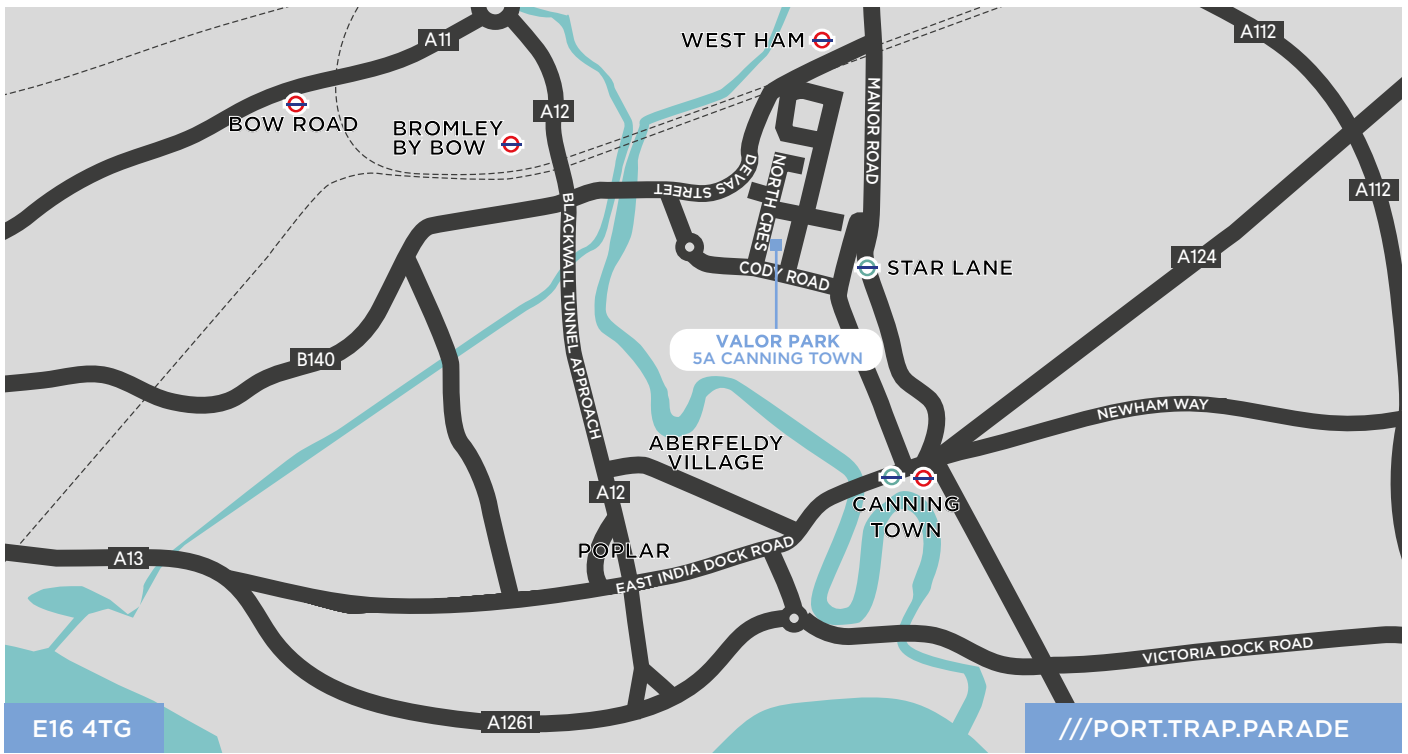 A11
A112
WEST HAM
A12
BOW ROAD
BROMLEY
BY BOW
MANOR ROAD
DEVAS STREET
NORTH CRES
A112
BLACKWALL TUNNEL APPROACH
A124
CODY ROAD
STAR LANE
VALOR PARK
5A CANNING TOWN
B140
NEWHAM WAY
ABERFELDY
VILLAGE
A12
CANNING
TOWN
A13
POPLAR
EAST INDIA DOCK ROAD
VICTORIA DOCK ROAD
A1261
E16 4TG
///PORT.TRAP.PARADE